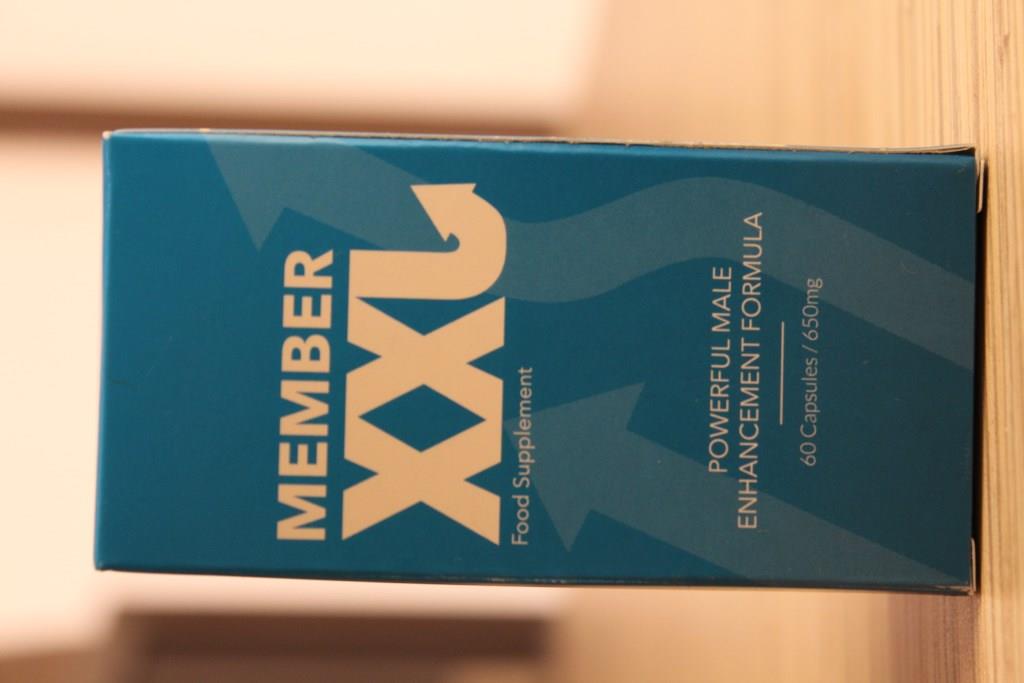 MEMBER
XXL
Food Supplement
POWERFUL MALE
ENHANCEMENT FORMULA
60 Capsules / 650mg